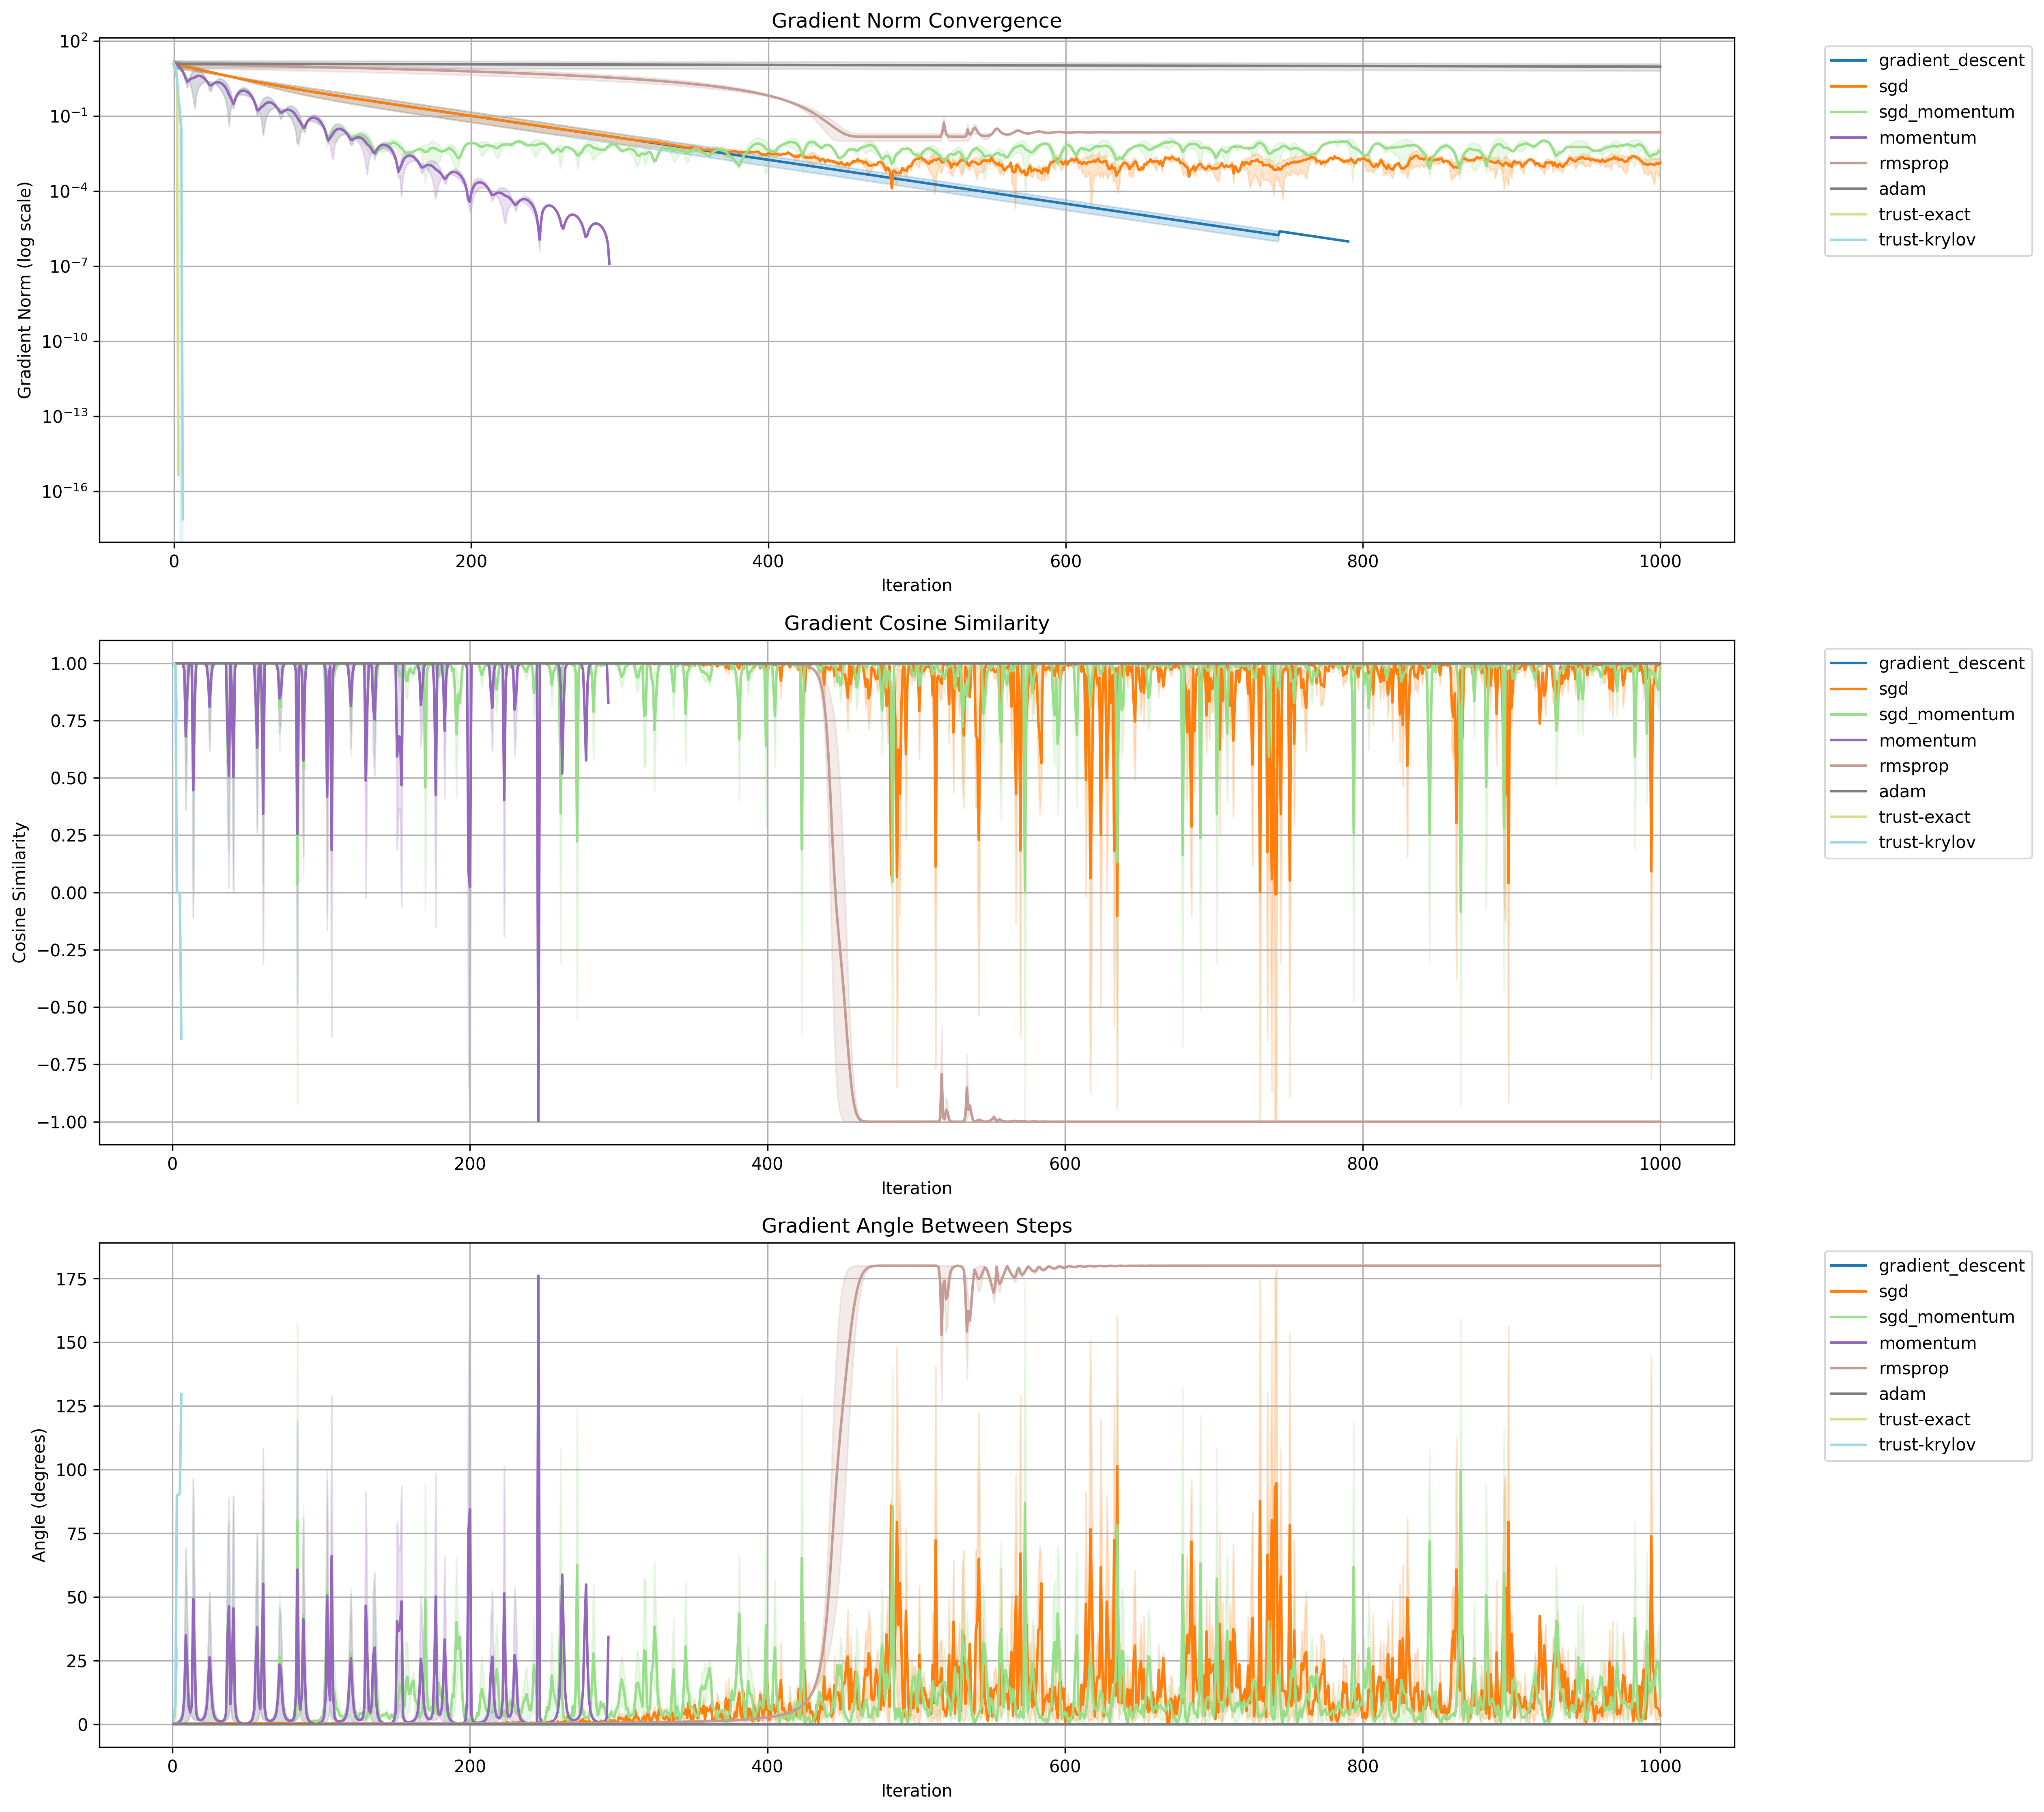 Gradient Norm Convergence
Gradient Norm (log scale)
10²
10⁻¹
10⁻⁴
10⁻⁷
10⁻¹⁰
10⁻¹³
10⁻¹⁶
0 200 400 600 800 1000
Iteration
gradient_descent
sgd
sgd_momentum
momentum
rmsprop
adam
trust-exact
trust-krylov
Gradient Cosine Similarity
Cosine Similarity
1.00
0.75
0.50
0.25
0.00
−0.25
−0.50
−0.75
−1.00
0 200 400 600 800 1000
Iteration
gradient_descent
sgd
sgd_momentum
momentum
rmsprop
adam
trust-exact
trust-krylov
Gradient Angle Between Steps
Angle (degrees)
175
150
125
100
75
50
25
0
0 200 400 600 800 1000
Iteration
gradient_descent
sgd
sgd_momentum
momentum
rmsprop
adam
trust-exact
trust-krylov